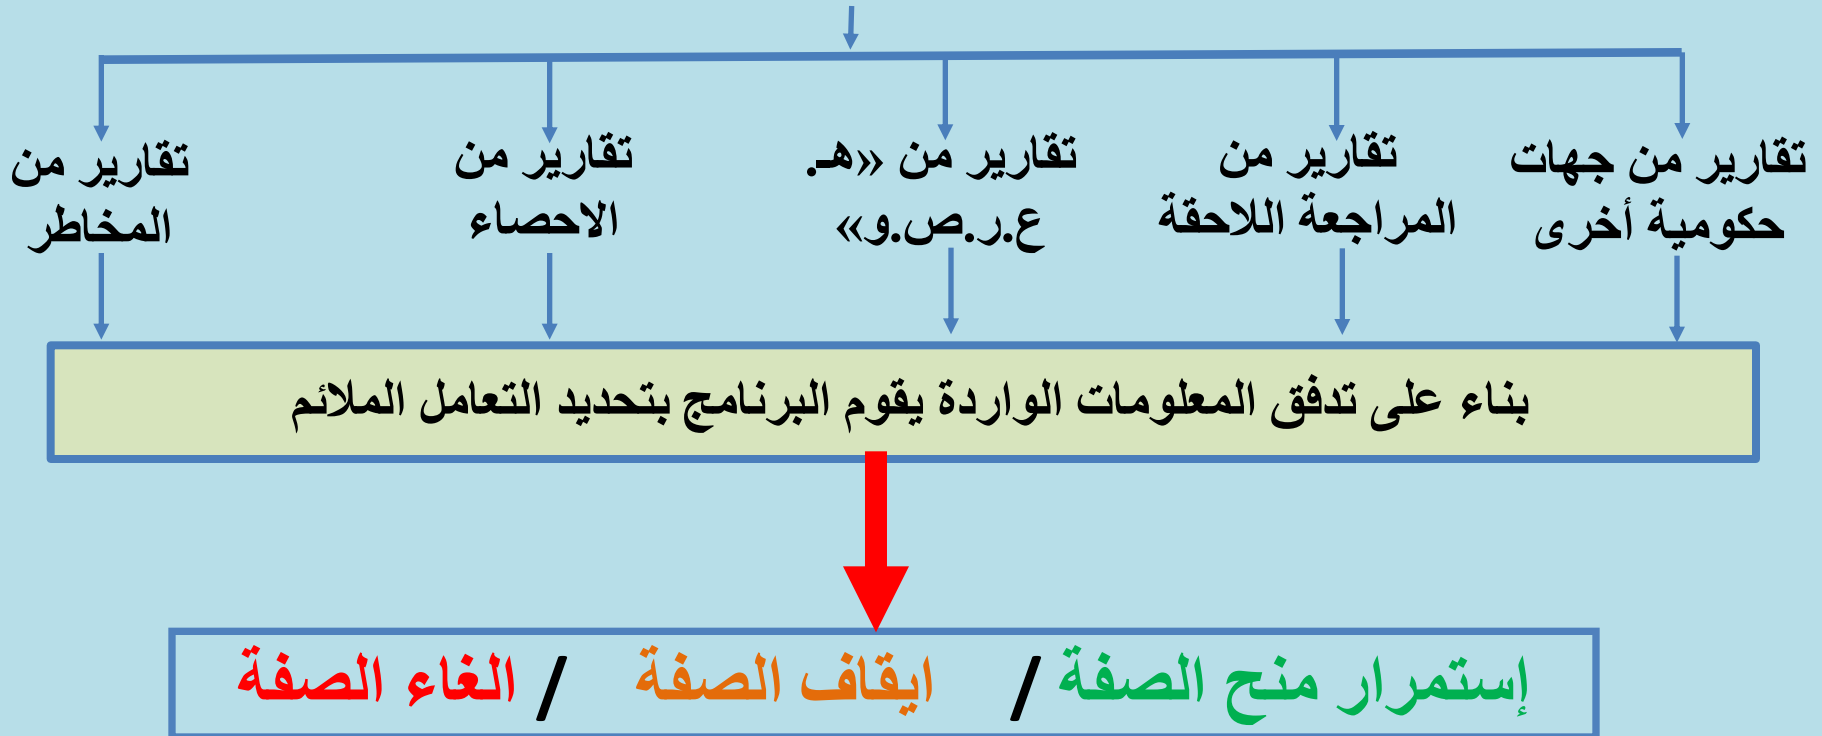 تقارير من جهات
حكومية أخرى
تقارير من
المراجعة اللاحقة
تقارير من «هـ.
ع.ر.ص.و»
تقارير من
الاحصاء
تقارير من
المخاطر
بناء على تدفق المعلومات الواردة يقوم البرنامج بتحديد التعامل الملائم
إستمرار منح الصفة / ايقاف الصفة / الغاء الصفة